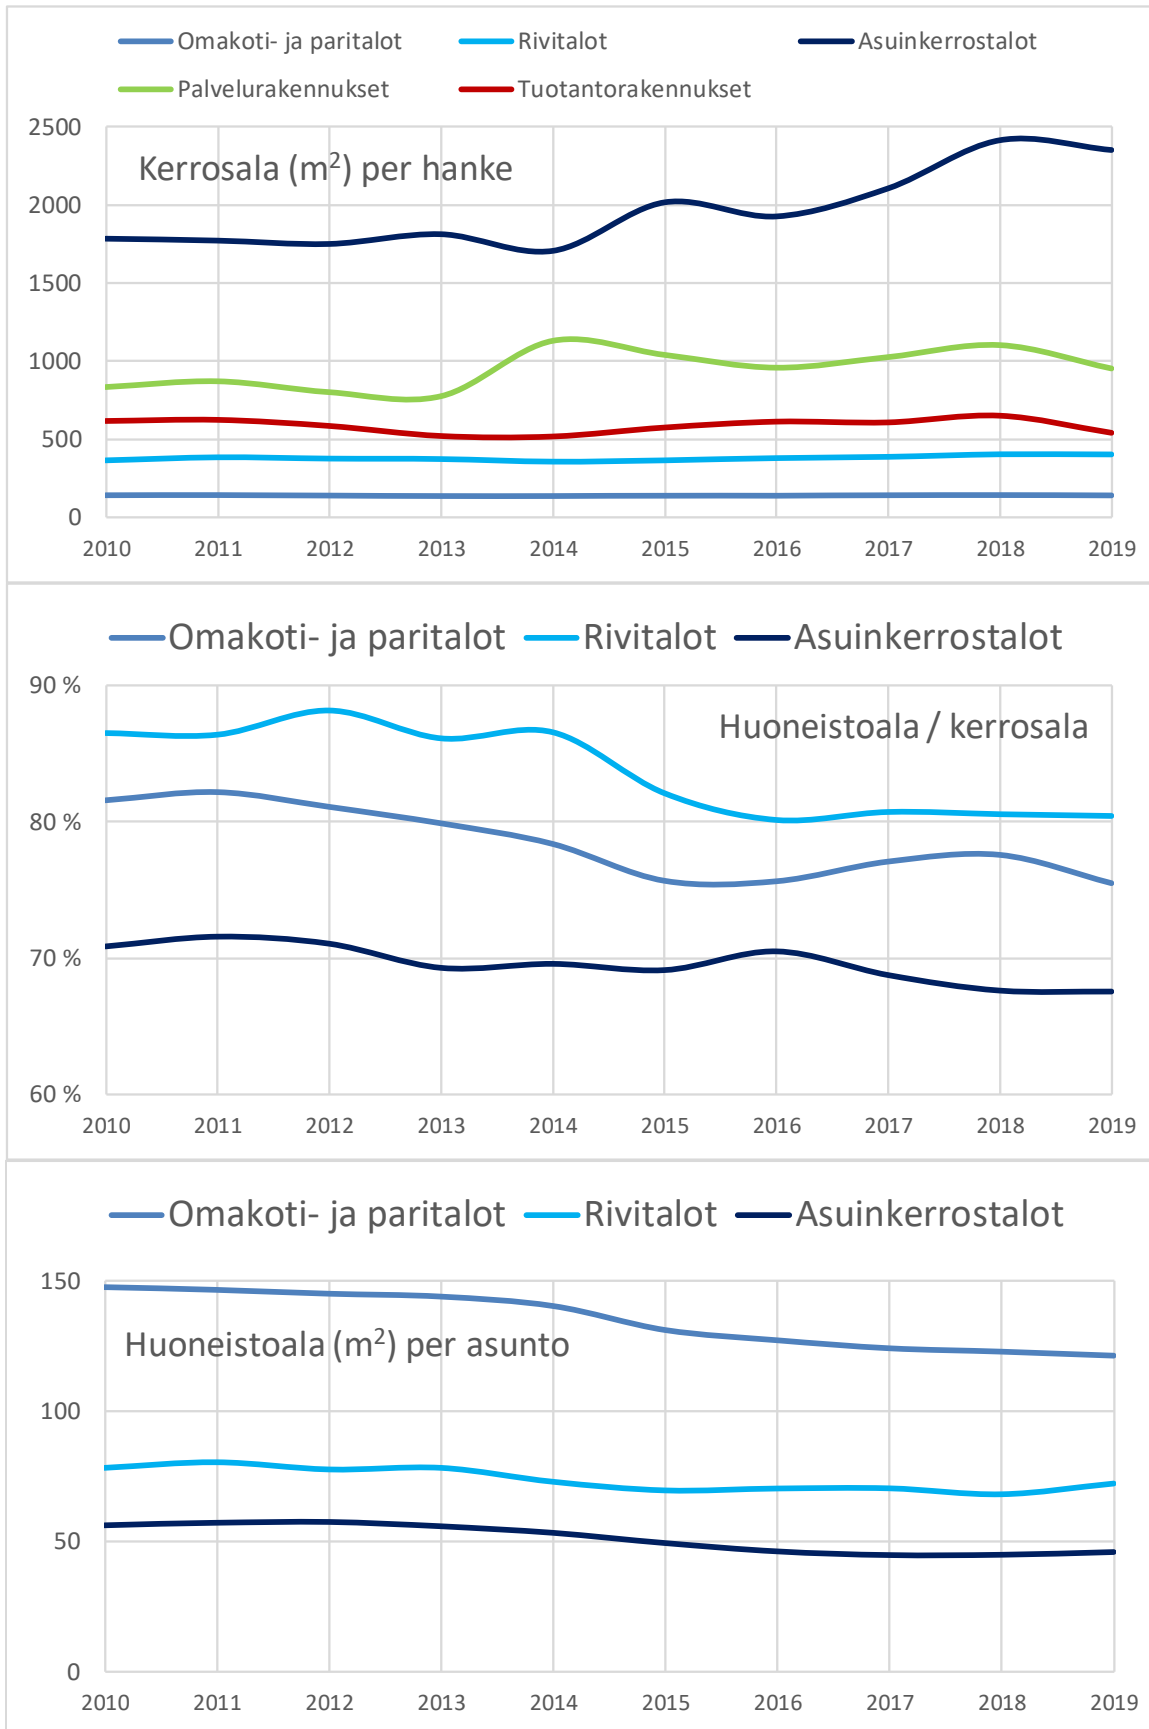 Omakoti- ja paritalot Rivitalot Asuinkerrostalot
Palvelurakennukset Tuotantorakennukset
2500
Kerrosala (m²) per hanke
2000
1500
1000
500
0
2010 2011 2012 2013 2014 2015 2016 2017 2018 2019
Omakoti- ja paritalot Rivitalot Asuinkerrostalot
90 %
Huoneistoala / kerrosala
80 %
70 %
60 %
2010 2011 2012 2013 2014 2015 2016 2017 2018 2019
Omakoti- ja paritalot Rivitalot Asuinkerrostalot
150
Huoneistoala (m²) per asunto
100
50
0
2010 2011 2012 2013 2014 2015 2016 2017 2018 2019